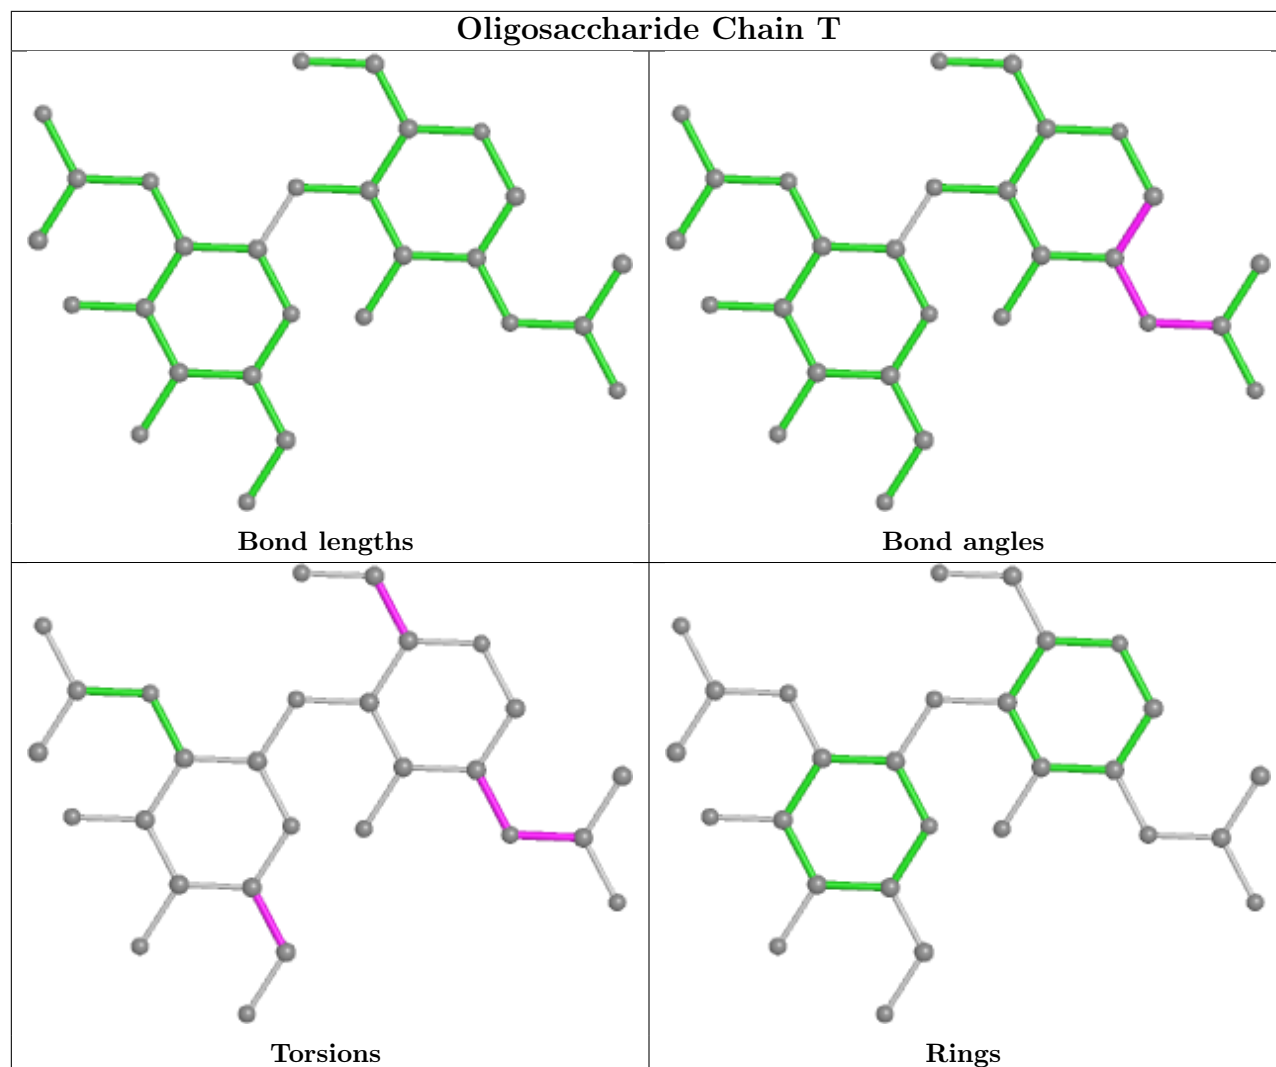 Oligosaccharide Chain T
Bond lengths
Bond angles
Torsions
Rings